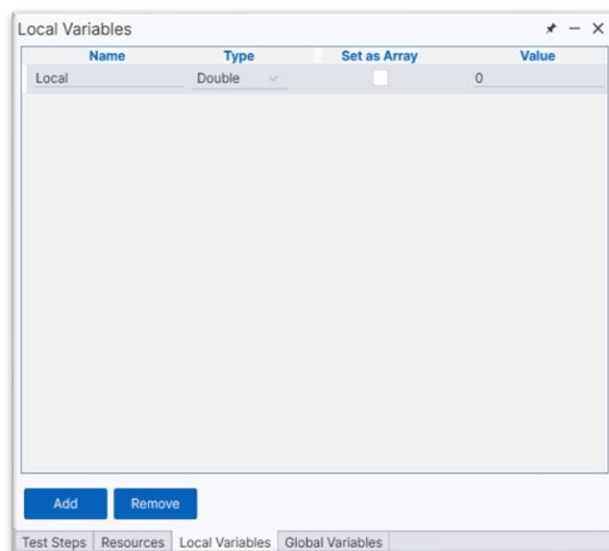 Local Variables
Name Type Set as Array Value
Local Double 0
Add Remove
Test Steps Resources Local Variables Global Variables